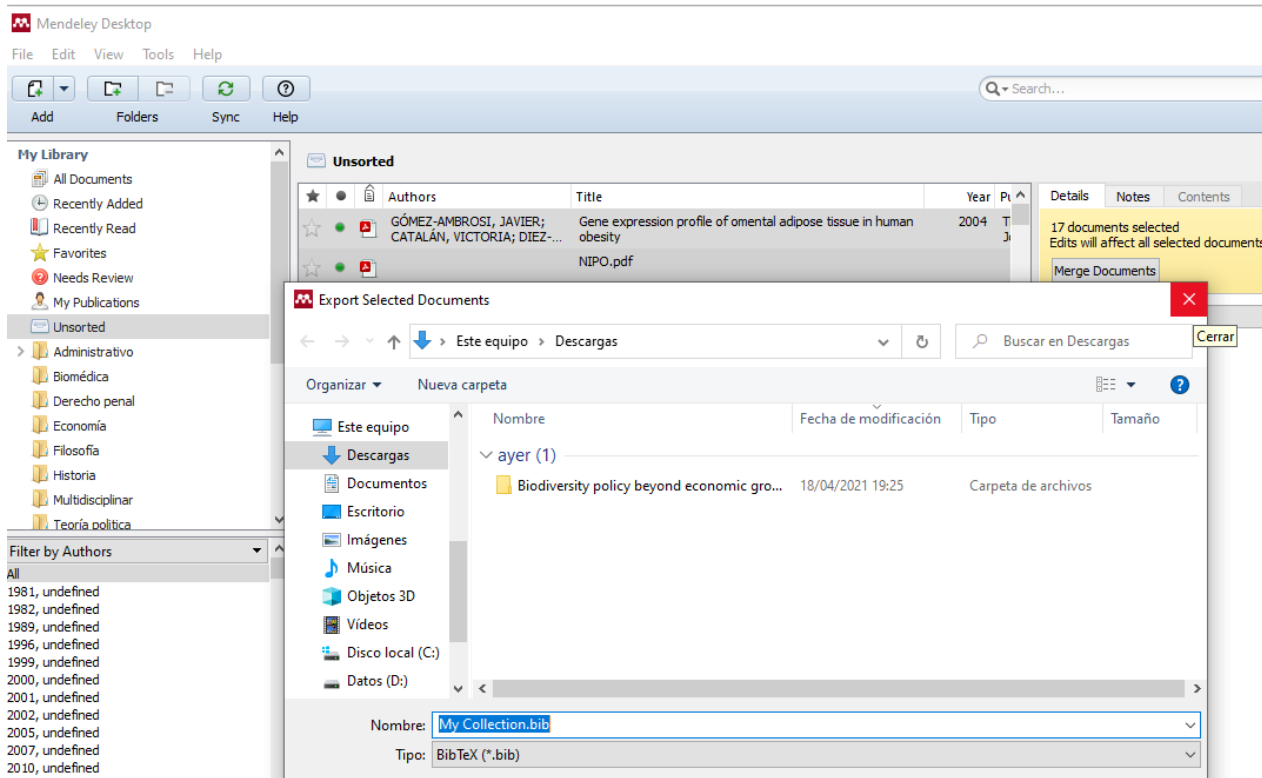 Mendeley Desktop
File Edit View Tools Help
Add Folders Sync Help
Search...
My Library
All Documents
Recently Added
Recently Read
Favorites
Needs Review
My Publications
Unsorted
Administrativo
Biomédica
Derecho penal
Economía
Filosofía
Historia
Multidisciplinar
Teoría politica
Filter by Authors
All
1981, undefined
1982, undefined
1989, undefined
1996, undefined
1999, undefined
2000, undefined
2001, undefined
2002, undefined
2005, undefined
2007, undefined
2010, undefined
Unsorted
Authors Title Year
GÓMEZ-AMBROSI, JAVIER; Gene expression profile of omental adipose tissue in human 2004
CATALÁN, VICTORIA; DIEZ-... obesity
NIPO.pdf
Details Notes Contents
17 documents selected
Edits will affect all selected documents
Merge Documents
Export Selected Documents
Cerrar
Este equipo > Descargas
Buscar en Descargas
Organizar Nueva carpeta
Este equipo
Descargas
Documentos
Escritorio
Imágenes
Música
Objetos 3D
Vídeos
Disco local (C:)
Datos (D:)
Nombre Fecha de modificación Tipo Tamaño
ayer (1)
Biodiversity policy beyond economic gro... 18/04/2021 19:25 Carpeta de archivos
Nombre: My Collection.bib
Tipo: BibTeX (*.bib)